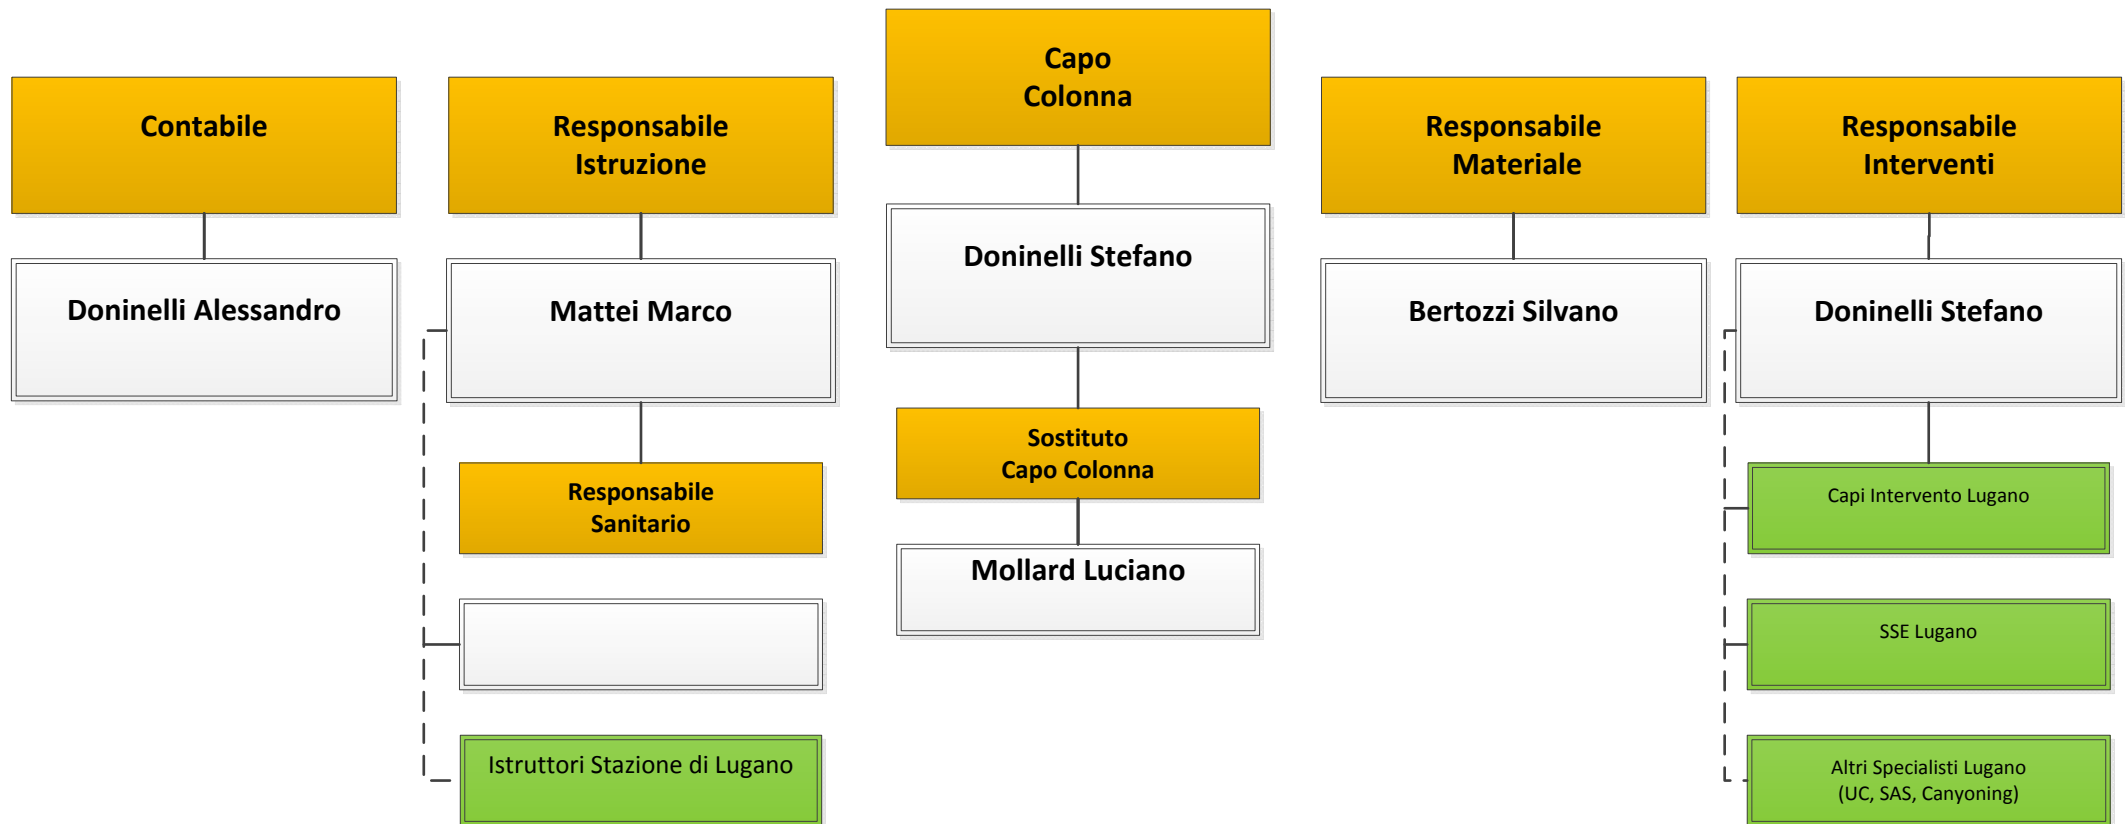 Capo
Colonna
Contabile
Responsabile
Istruzione
Responsabile
Materiale
Responsabile
Interventi
Doninelli Stefano
Doninelli Alessandro
Mattei Marco
Bertozzi Silvano
Doninelli Stefano
Sostituto
Capo Colonna
Responsabile
Sanitario
Capi Intervento Lugano
Mollard Luciano
SSE Lugano
Istruttori Stazione di Lugano
Altri Specialisti Lugano
(UC, SAS, Canyoning)